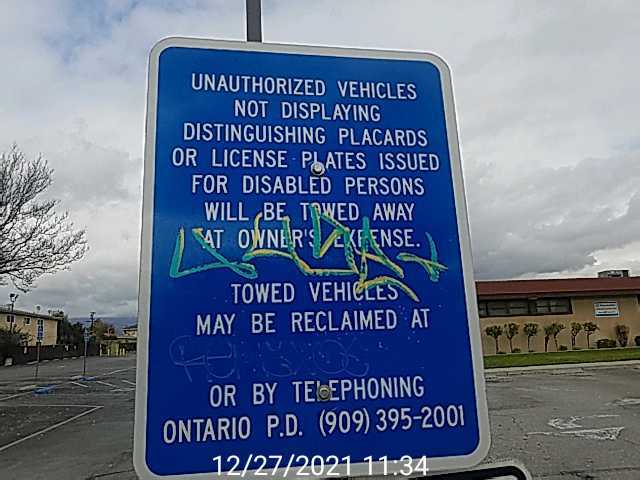 UNAUTHORIZED VEHICLES
NOT DISPLAYING
DISTINGUISHING PLACARDS
OR LICENSE PLATES ISSUED
FOR DISABLED PERSONS
WILL BE TOWED AWAY
AT OWNER'S EXPENSE.
TOWED VEHICLES
MAY BE RECLAIMED AT
OR BY TELEPHONING
ONTARIO P.D. (909) 395-2001
12/27/2021 11:34